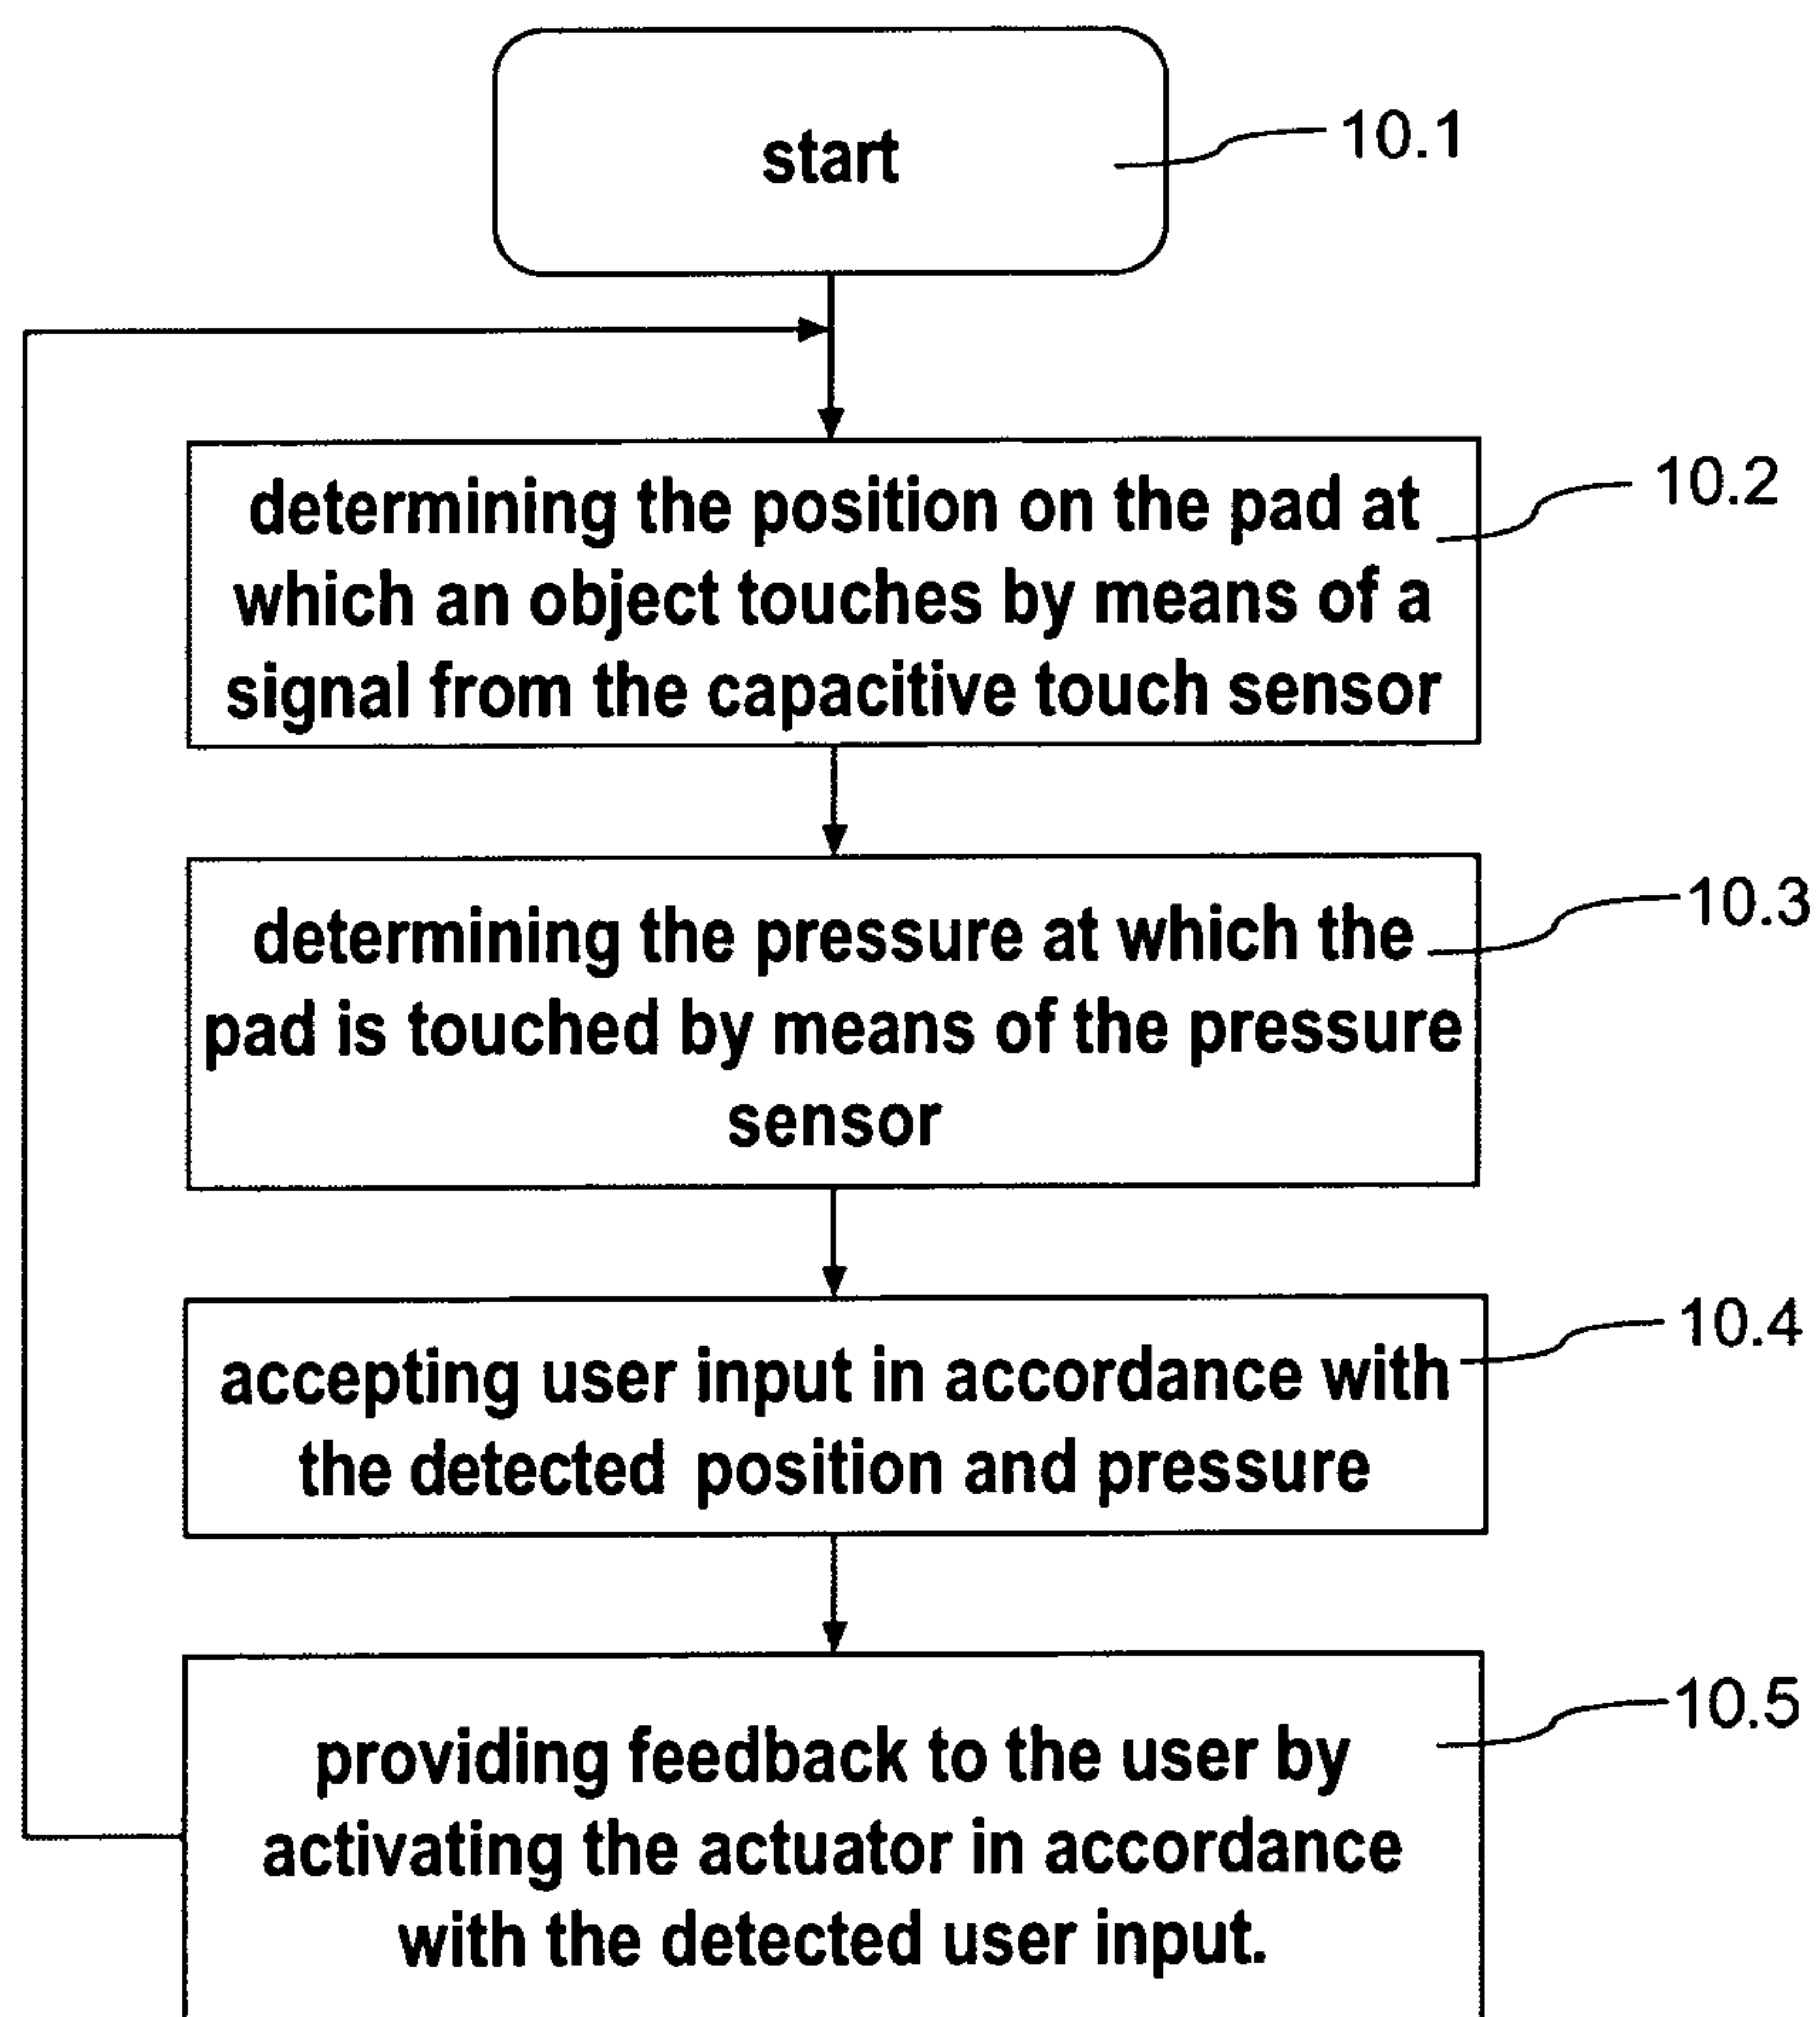 start
10.1
determining the position on the pad at
which an object touches by means of a
signal from the capacitive touch sensor
10.2
determining the pressure at which the
pad is touched by means of the pressure
sensor
10.3
accepting user input in accordance with
the detected position and pressure
10.4
providing feedback to the user by
activating the actuator in accordance
with the detected user input.
10.5